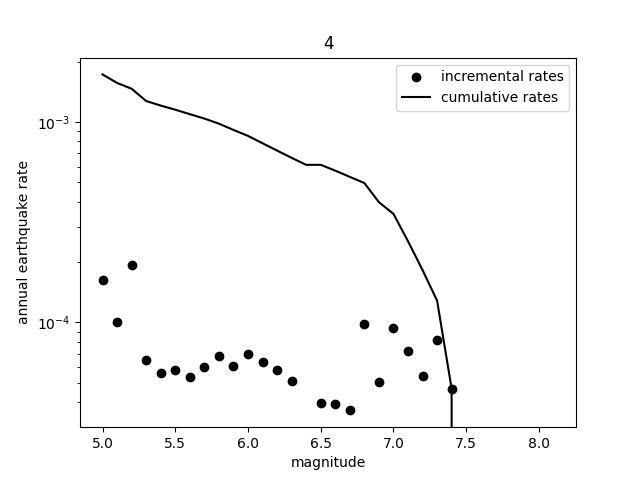 4
incremental rates
cumulative rates
10⁻³
10⁻⁴
annual earthquake rate
5.0 5.5 6.0 6.5 7.0 7.5 8.0
magnitude